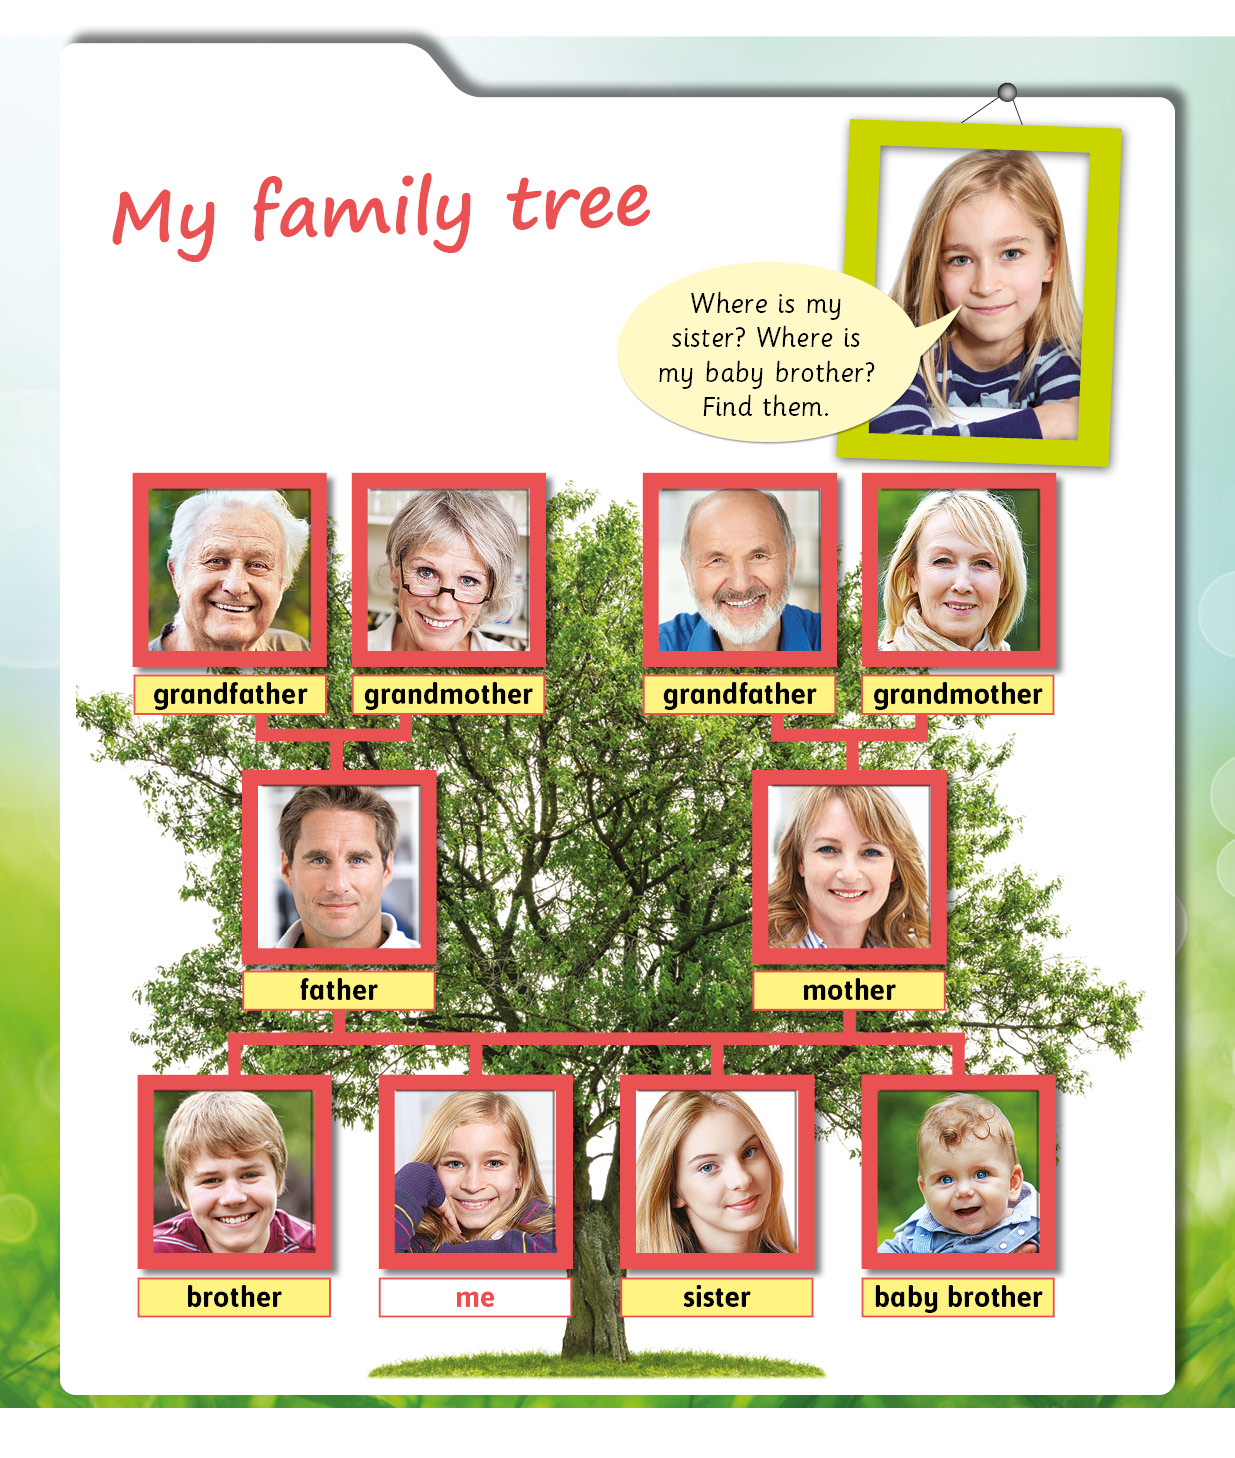 My family tree
Where is my
sister? Where is
my baby brother?
Find them.
grandfather
grandmother
grandfather
grandmother
father
mother
brother
me
sister
baby brother